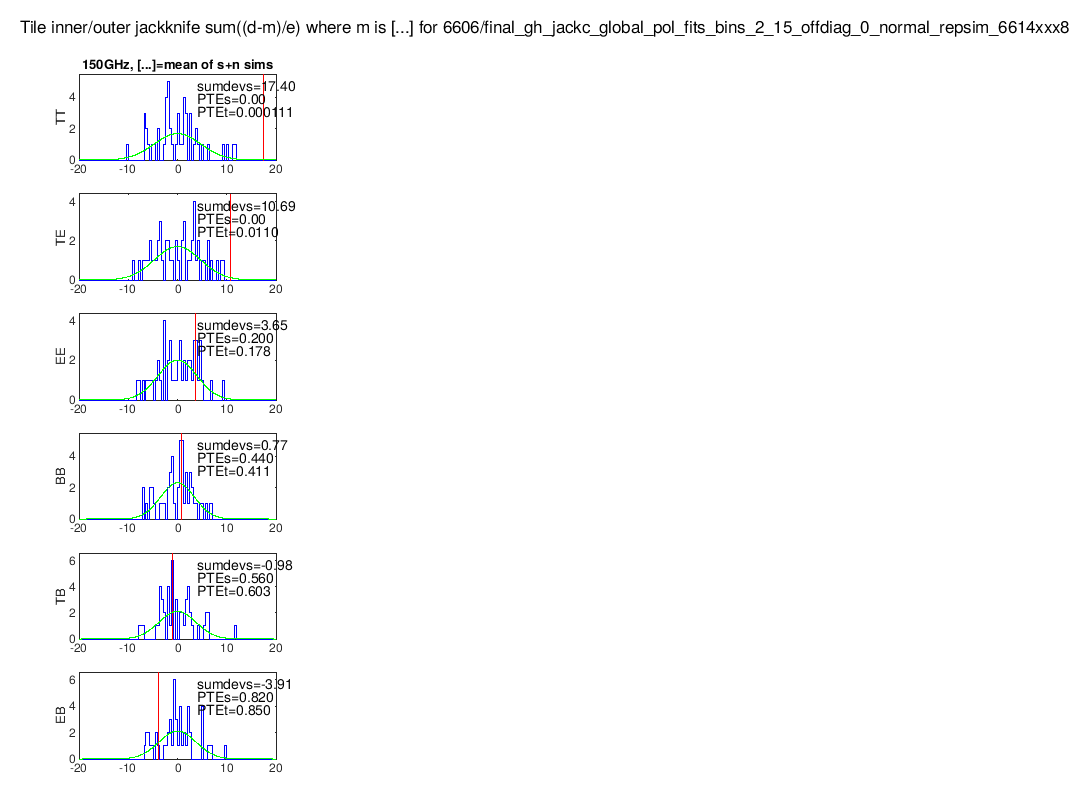 Tile inner/outer jackknife sum((d-m)/e) where m is [...] for 6606/final_gh_jackc_global_pol_fits_bins_2_15_offdiag_0_normal_repsim_6614xxx8
150GHz, [...]=mean of s+n sims
sumdevs=17.40
PTEs=0.00
PTEt=0.000111
TT
4
2
0
-20 -10 0 10 20
sumdevs=10.69
PTEs=0.00
PTEt=0.0110
TE
4
2
0
-20 -10 0 10 20
sumdevs=3.65
PTEs=0.200
PTEt=0.178
EE
4
2
0
-20 -10 0 10 20
sumdevs=0.77
PTEs=0.440
PTEt=0.411
BB
4
2
0
-20 -10 0 10 20
sumdevs=-0.98
PTEs=0.560
PTEt=0.603
TB
6
4
2
0
-20 -10 0 10 20
sumdevs=-3.91
PTEs=0.820
PTEt=0.850
EB
6
4
2
0
-20 -10 0 10 20